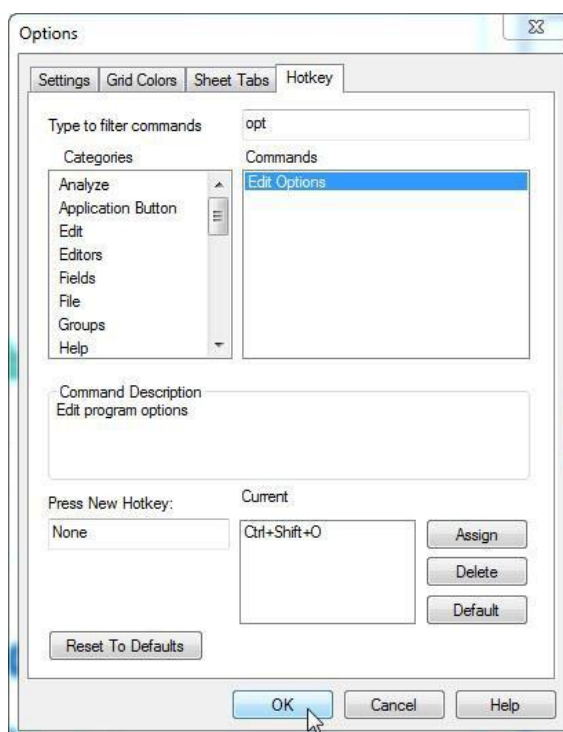 Options
Settings
Grid Colors
Sheet Tabs
Hotkey
Type to filter commands
opt
Categories
Commands
Analyze
Application Button
Edit
Editors
Fields
File
Groups
Help
Edit Options
Command Description
Edit program options
Press New Hotkey:
Current
None
Ctrl+Shift+O
Assign
Delete
Default
Reset To Defaults
OK
Cancel
Help